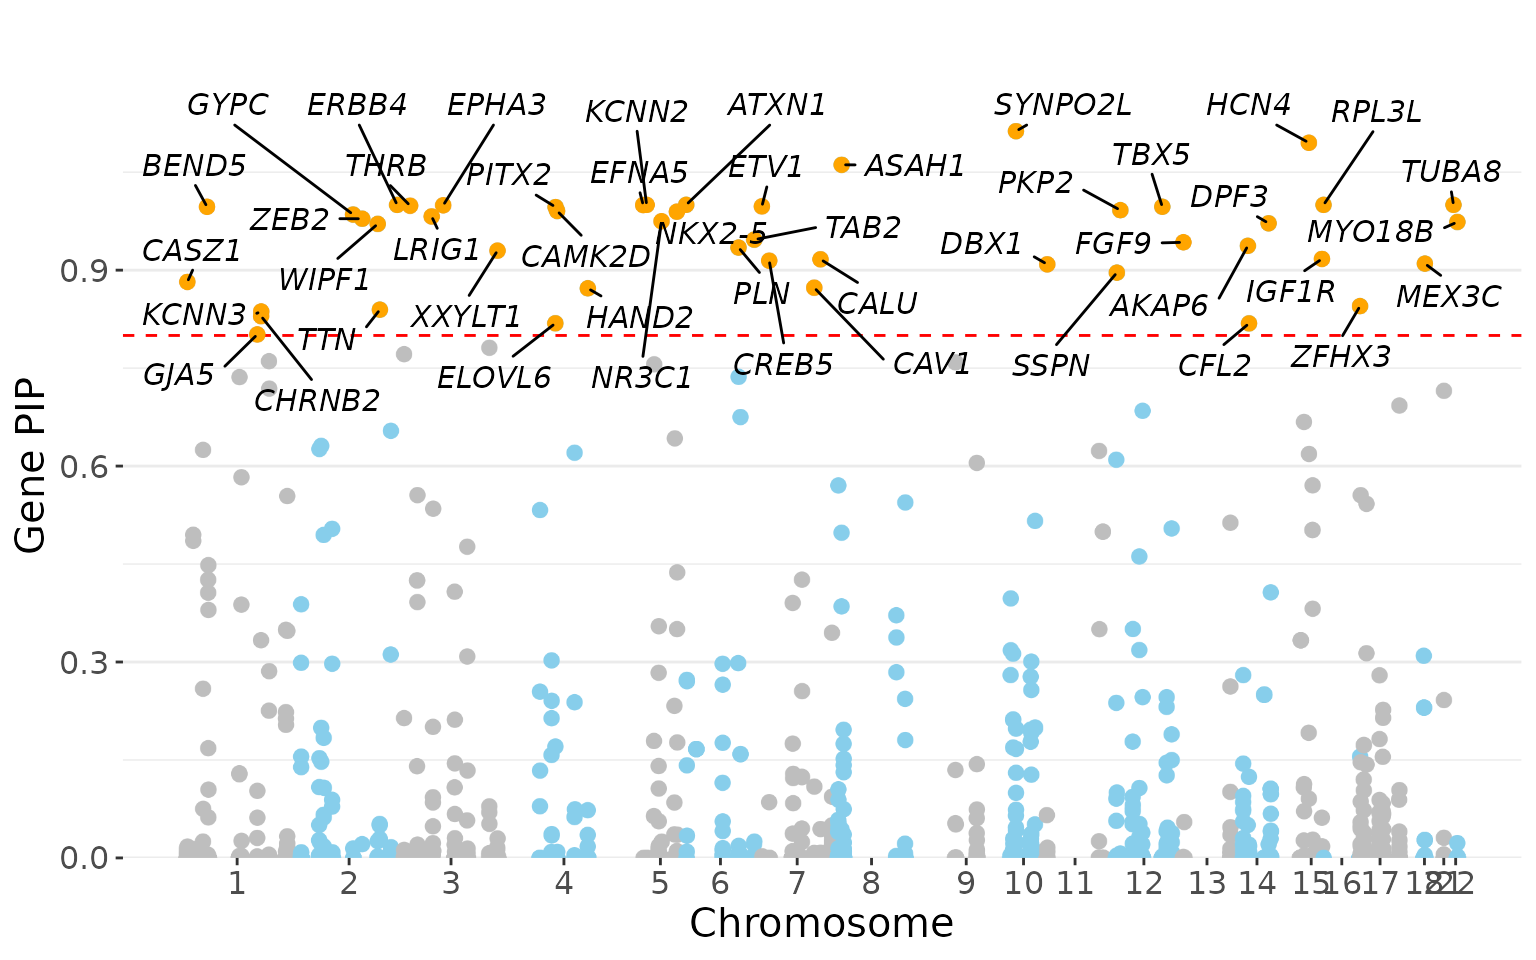 GYPC ERBB4 EPHA3 KCNN2 ATXN1 SYNPO2L HCN4 RPL3L
BEND5 THRB PITX2 EFNA5 ETV1 ASAH1 PKP2 TBX5 DPF3 TUBA8
ZEB2 NKX2-5 TAB2 MYO18B
CASZ1 LRIG1 CAMK2D DBX1 FGF9
WIPF1 PLN CALU AKAP6 IGF1R MEX3C
KCNN3 TTN XXYLT1 HAND2
GJA5 ELOVL6 NR3C1 CREB5 CAV1 SSPN CFL2 ZFHX3
CHRNB2
0.9
0.6
0.3
0.0
Gene PIP
1 2 3 4 5 6 7 8 9 10 11 12 13 14 15 16 17 18 21 22
Chromosome